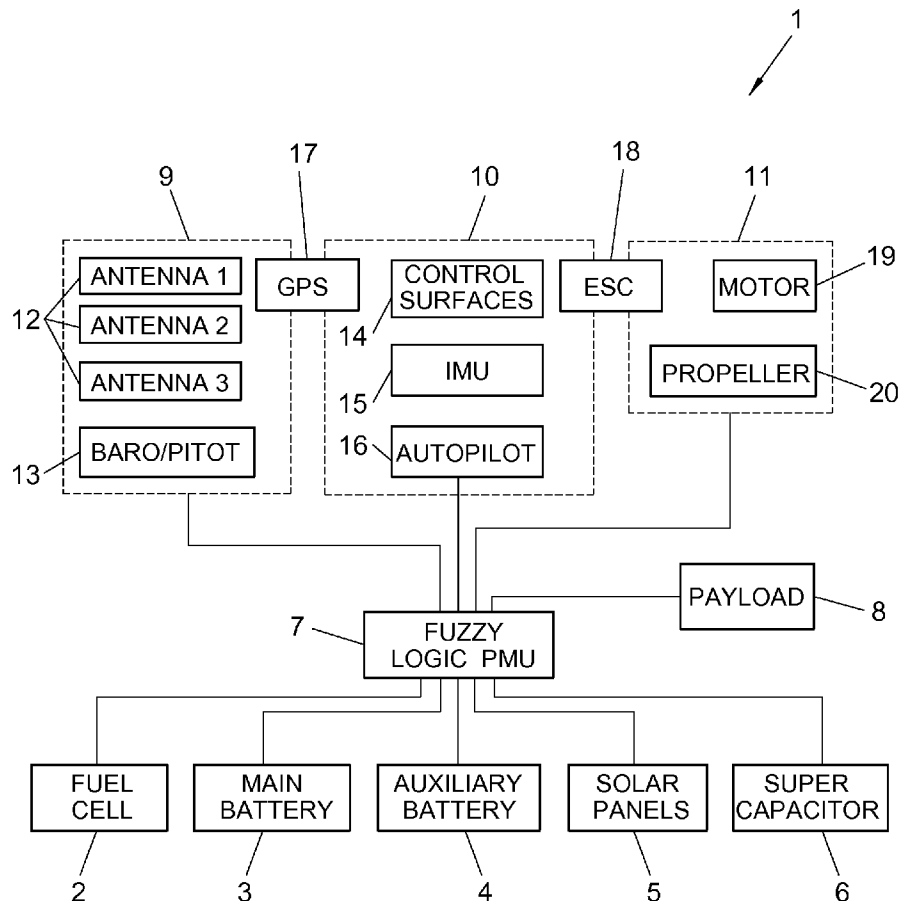 1
17
18
9
10
11
ANTENNA 1
GPS
CONTROL
SURFACES
ESC
MOTOR
19
12
ANTENNA 2
14
ANTENNA 3
IMU
PROPELLER
15
20
BARO/PITOT
16
AUTOPILOT
13
PAYLOAD
8
7
FUZZY
LOGIC PMU
FUEL
CELL
MAIN
BATTERY
AUXILIARY
BATTERY
SOLAR
PANELS
SUPER
CAPACITOR
2
3
4
5
6